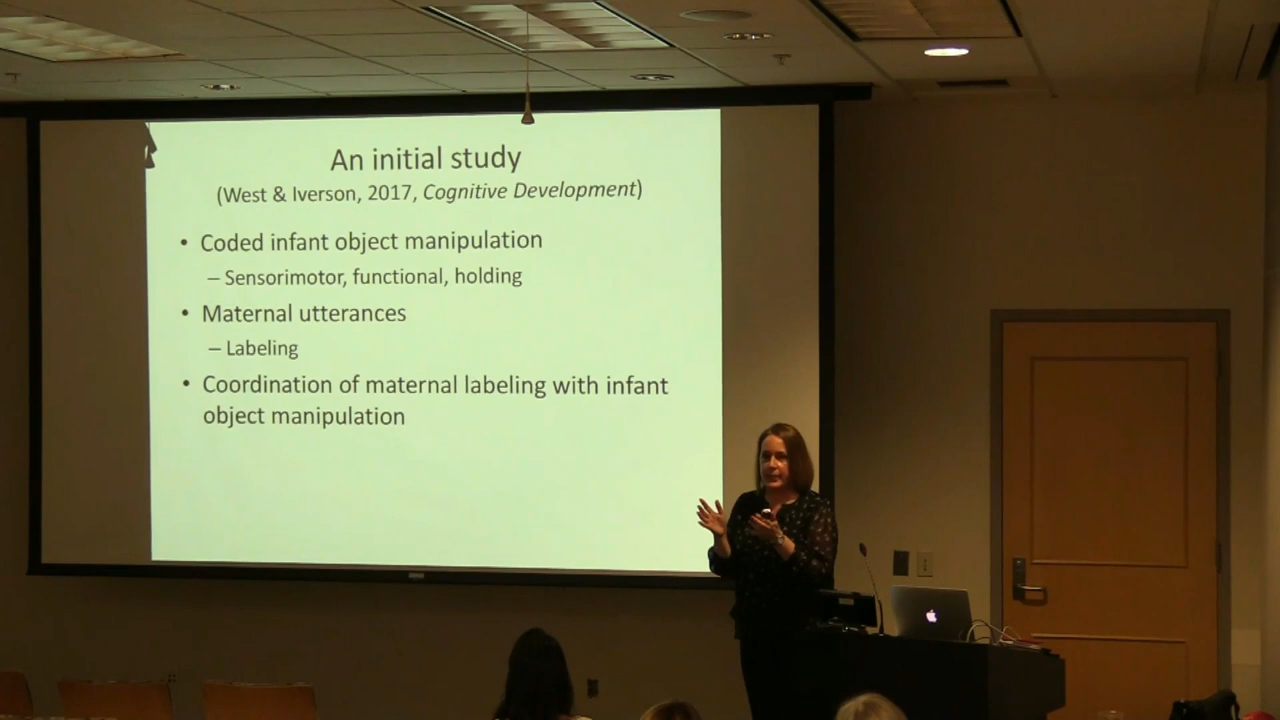 An initial study
(West & Iverson, 2017, Cognitive Development)
• Coded infant object manipulation
– Sensorimotor, functional, holding
• Maternal utterances
– Labeling
• Coordination of maternal labeling with infant
object manipulation